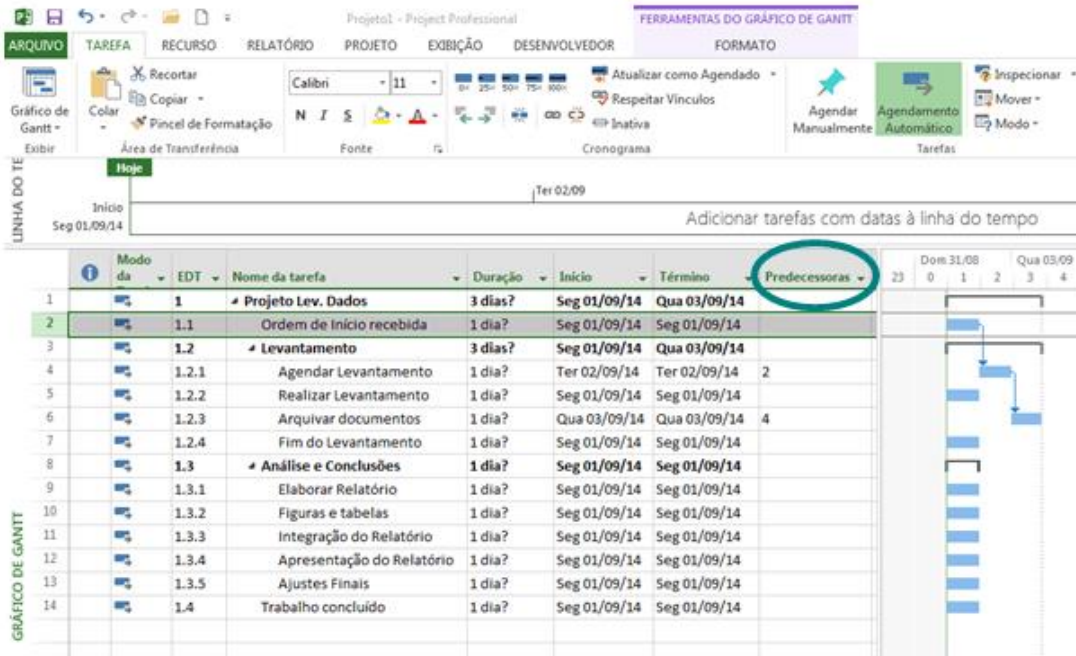 Projeto1 - Project Professional
FERRAMENTAS DO GRÁFICO DE GANTT
ARQUIVO TAREFA RECURSO RELATÓRIO PROJETO EXIBIÇÃO DESENVOLVEDOR FORMATO
Gráfico de Gantt
Exibir
Colar
Recortar
Copiar
Pincel de Formatação
Área de Transferência
Calibri 11
N I S A
Fonte
0% 25% 50% 75% 100%
Atualizar como Agendado
Respeitar Vínculos
Inativa
Cronograma
Agendar Manualmente
Agendamento Automático
Inspecionar
Mover
Modo
Tarefas
LINHA DO TE
Hoje
Início
Seg 01/09/14
Ter 02/09
Adicionar tarefas com datas à linha do tempo
Modo da EDT Nome da tarefa Duração Início Término Predecessoras
Dom 31/08 Qua 03/09
23 0 1 2 3 4
1 1 Projeto Lev. Dados 3 dias? Seg 01/09/14 Qua 03/09/14
2 1.1 Ordem de Início recebida 1 dia? Seg 01/09/14 Seg 01/09/14
3 1.2 Levantamento 3 dias? Seg 01/09/14 Qua 03/09/14
4 1.2.1 Agendar Levantamento 1 dia? Ter 02/09/14 Ter 02/09/14 2
5 1.2.2 Realizar Levantamento 1 dia? Seg 01/09/14 Seg 01/09/14
6 1.2.3 Arquivar documentos 1 dia? Qua 03/09/14 Qua 03/09/14 4
7 1.2.4 Fim do Levantamento 1 dia? Seg 01/09/14 Seg 01/09/14
8 1.3 Análise e Conclusões 1 dia? Seg 01/09/14 Seg 01/09/14
9 1.3.1 Elaborar Relatório 1 dia? Seg 01/09/14 Seg 01/09/14
10 1.3.2 Figuras e tabelas 1 dia? Seg 01/09/14 Seg 01/09/14
11 1.3.3 Integração do Relatório 1 dia? Seg 01/09/14 Seg 01/09/14
12 1.3.4 Apresentação do Relatório 1 dia? Seg 01/09/14 Seg 01/09/14
13 1.3.5 Ajustes Finais 1 dia? Seg 01/09/14 Seg 01/09/14
14 1.4 Trabalho concluído 1 dia? Seg 01/09/14 Seg 01/09/14
GRÁFICO DE GANTT